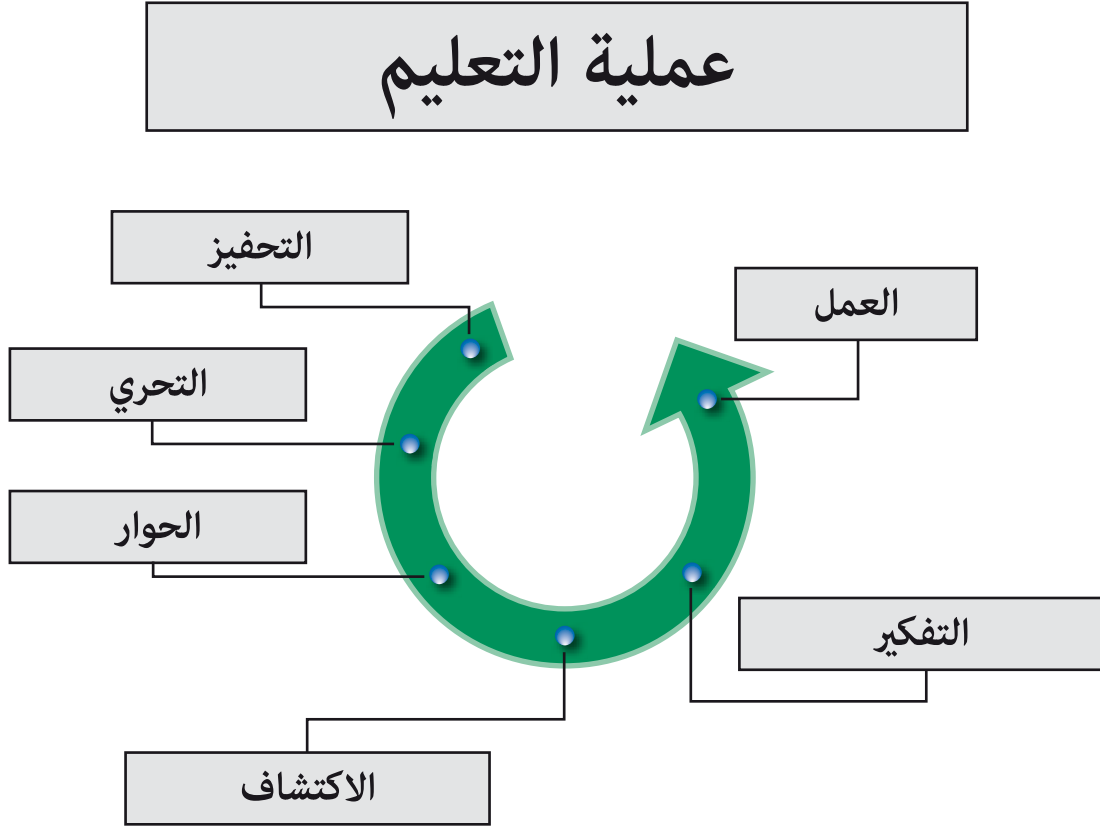 عملية التعليم
التحفيز
التحري
الحوار
الاكتشاف
التفكير
العمل